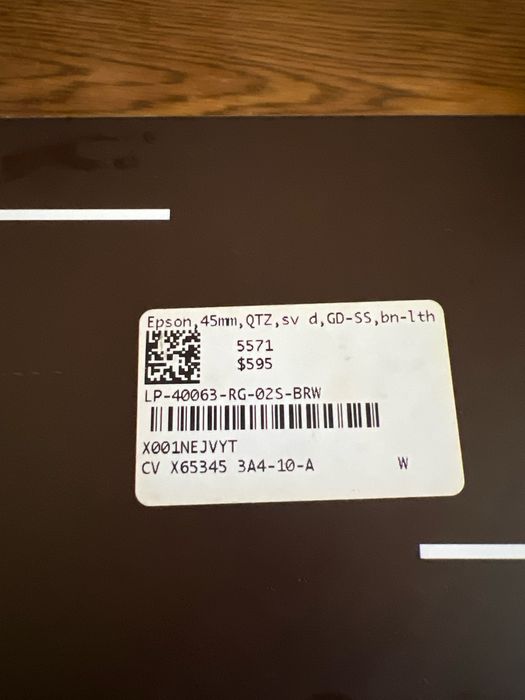 Epson,45mm,QTZ,sv d,GD-SS,bn-lth
5571
$595
LP-40063-RG-02S-BRW
X001NEJVYT
CV X65345 3A4-10-A W